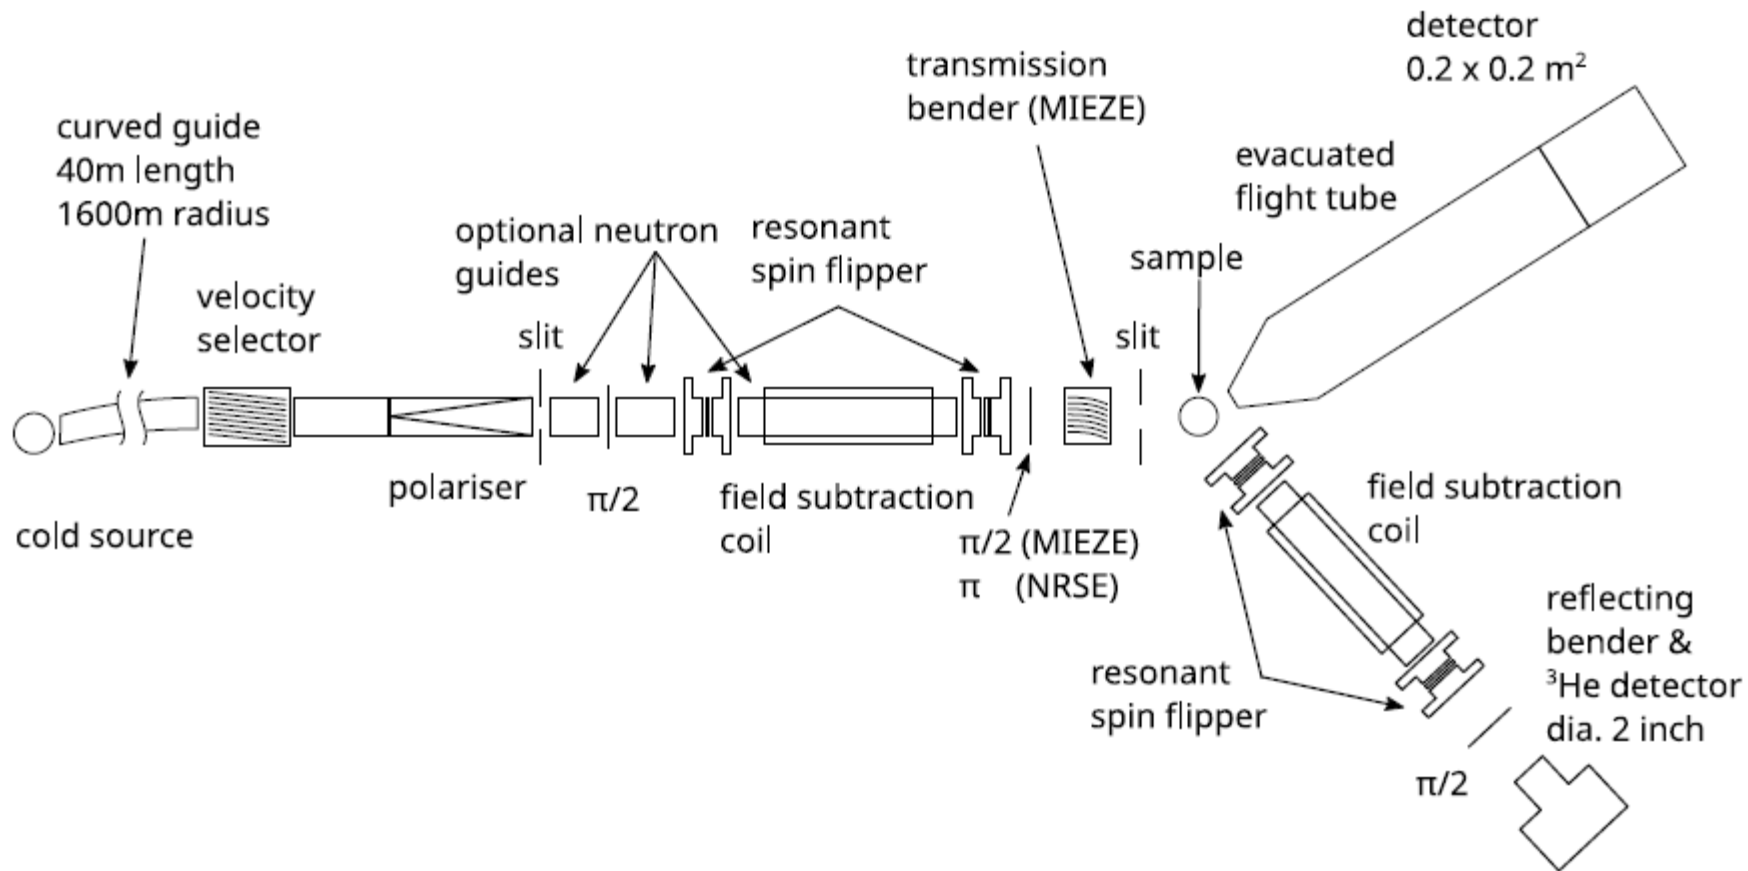 detector
0.2 x 0.2 m²
transmission
bender (MIEZE)
curved guide
40m length
1600m radius
evacuated
flight tube
optional neutron
guides
resonant
spin flipper
sample
velocity
selector
slit
slit
polariser
π/2
field subtraction
coil
π/2 (MIEZE)
π (NRSE)
cold source
field subtraction
coil
resonant
spin flipper
reflecting
bender &
³He detector
dia. 2 inch
π/2